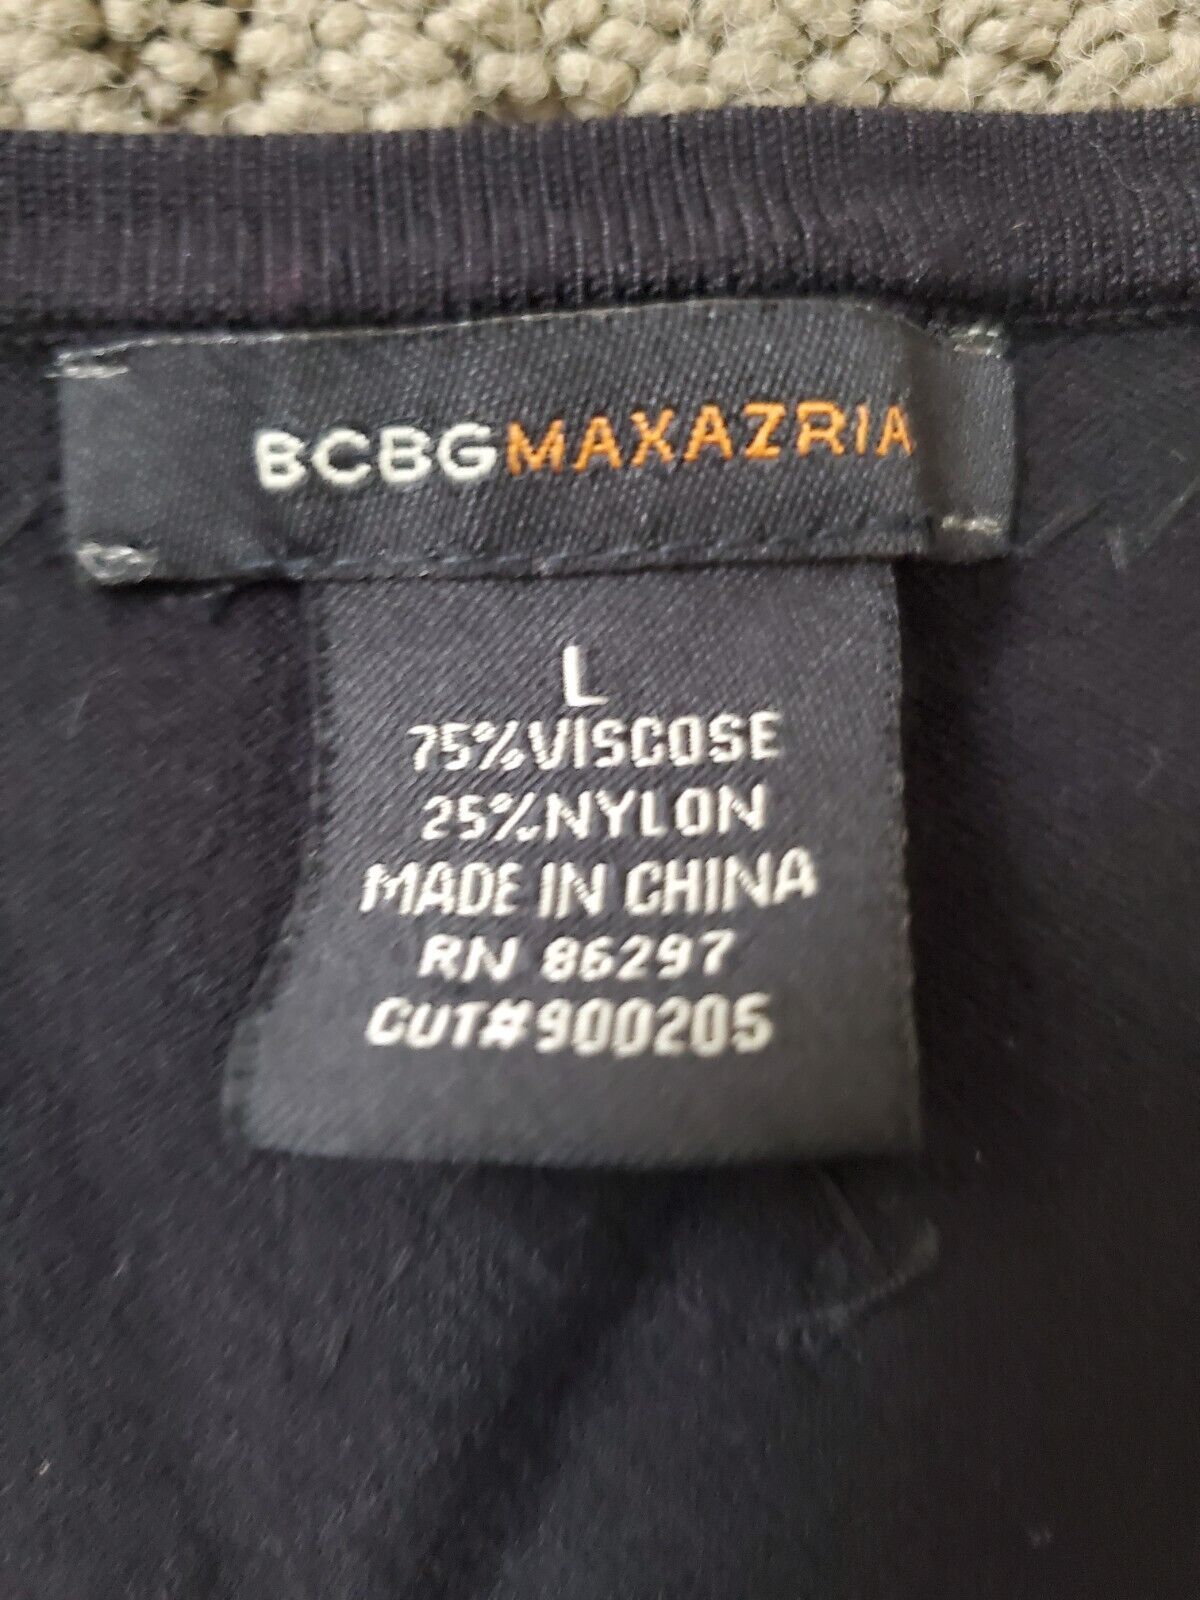 BCBGMAXAZRIA
L
75%VISCOSE
25%NYLON
MADE IN CHINA
RN 86297
CUT#900205